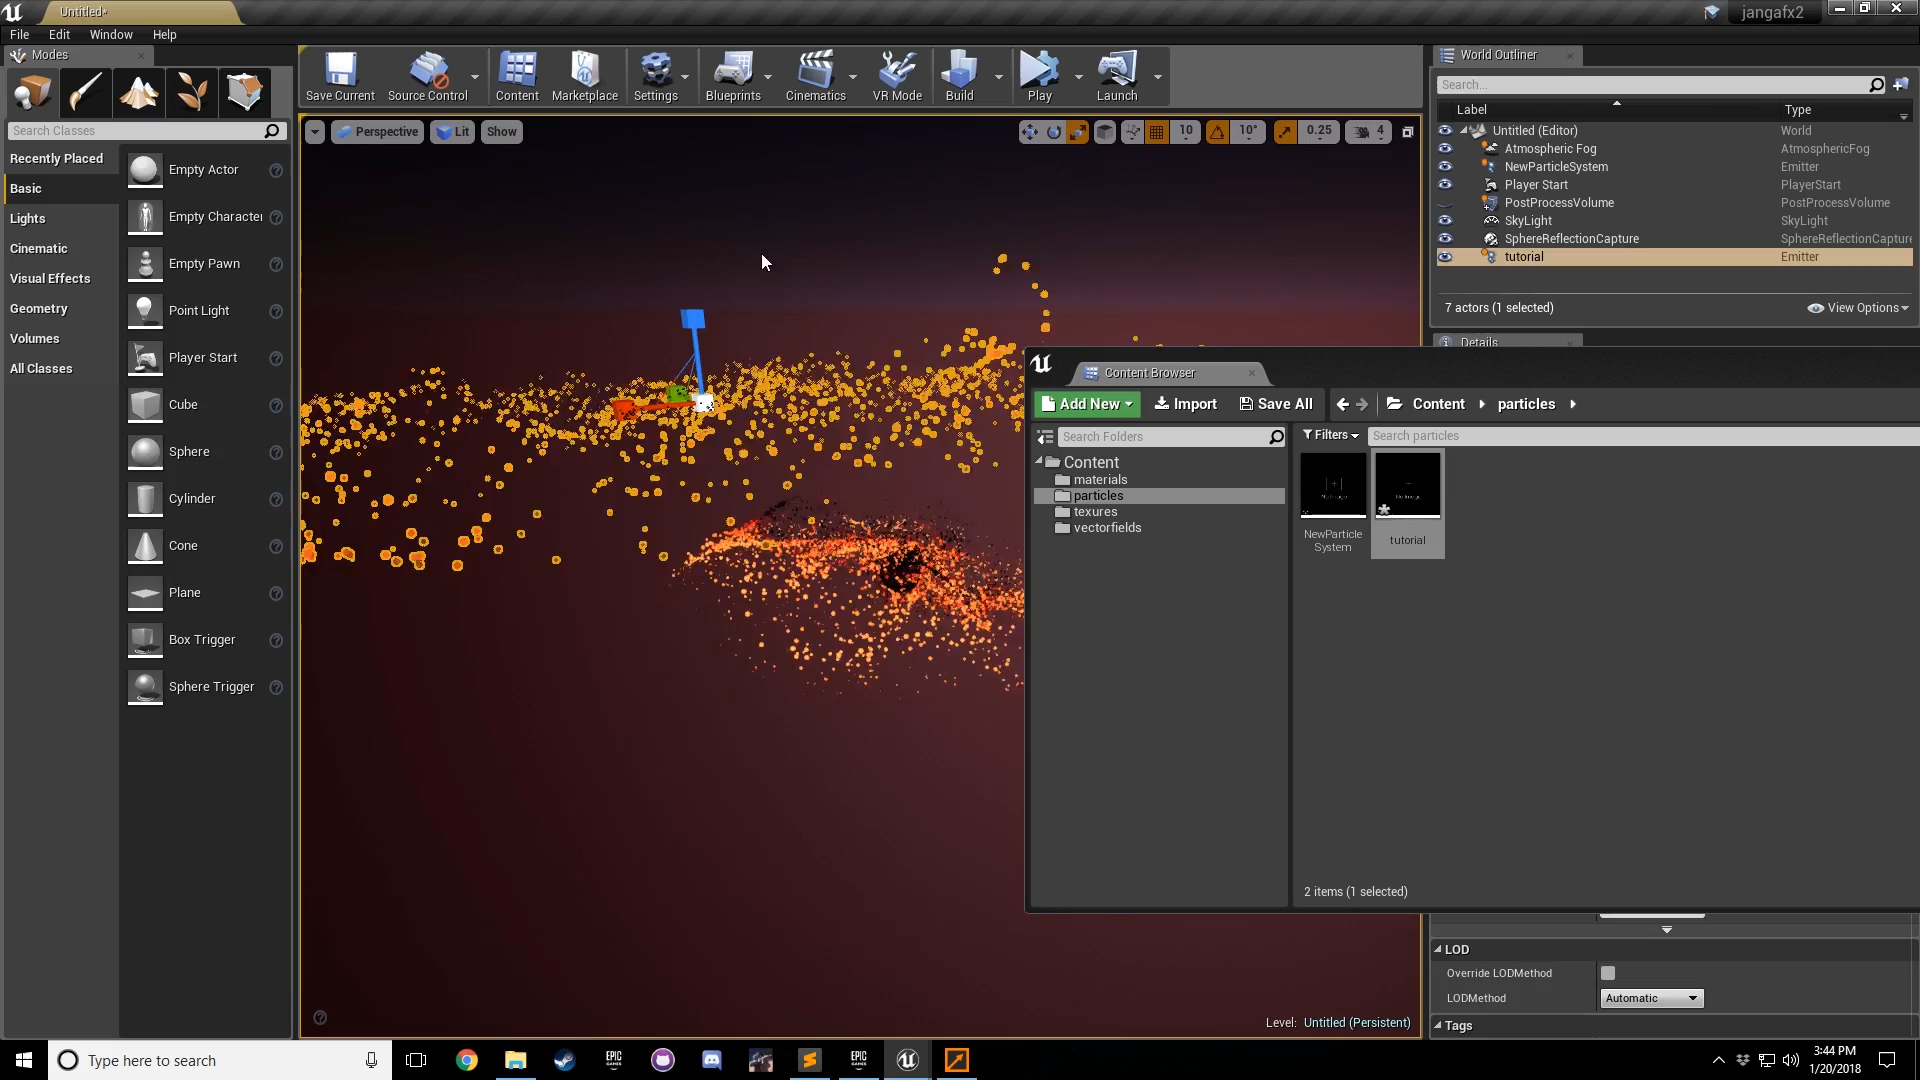 Untitled*
jangafx2
File Edit Window Help
Modes
World Outliner
Save Current Source Control Content Marketplace Settings Blueprints Cinematics VR Mode Build Play Launch
Search...
Label Type
Search Classes
Perspective Lit Show 10 10° 0.25 4
Untitled (Editor) World
Atmospheric Fog AtmosphericFog
NewParticleSystem Emitter
Player Start PlayerStart
PostProcessVolume PostProcessVolume
SkyLight SkyLight
SphereReflectionCapture SphereReflectionCapture
tutorial Emitter
7 actors (1 selected) View Options
Details
Recently Placed
Basic
Lights
Cinematic
Visual Effects
Geometry
Volumes
All Classes
Empty Actor
Empty Character
Empty Pawn
Point Light
Player Start
Cube
Sphere
Cylinder
Cone
Plane
Box Trigger
Sphere Trigger
Content Browser
Add New Import Save All Content particles
Search Folders
Filters Search particles
Content
materials
particles
texures
vectorfields
NewParticle
System
tutorial
2 items (1 selected)
LOD
Override LODMethod
LODMethod Automatic
Tags
Level: Untitled (Persistent)
Type here to search
EPIC
GAMES
EPIC
GAMES
3:44 PM
1/20/2018